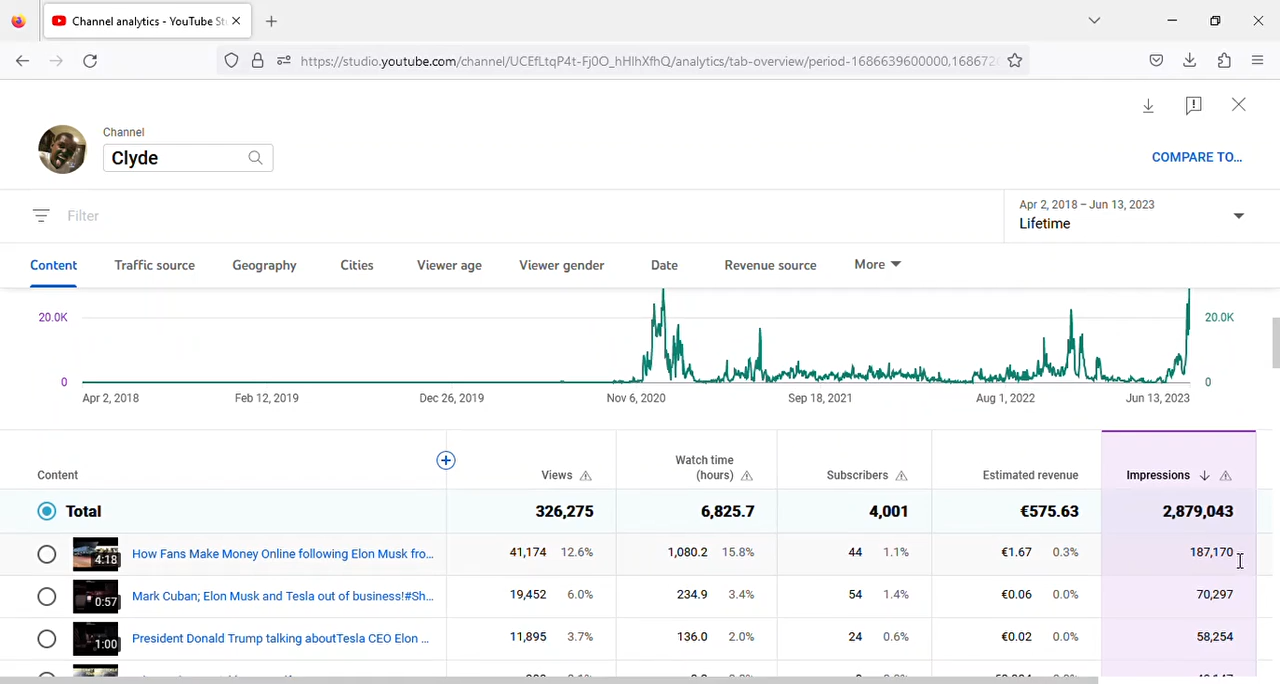 Channel analytics - YouTube St
https://studio.youtube.com/channel/UCEfLtqP4t-Fj0O_hHIhXfhQ/analytics/tab-overview/period-1686639600000,168672
Channel
Clyde
COMPARE TO...
Filter
Apr 2, 2018 – Jun 13, 2023
Lifetime
Content Traffic source Geography Cities Viewer age Viewer gender Date Revenue source More
20.0K 20.0K
0 0
Apr 2, 2018 Feb 12, 2019 Dec 26, 2019 Nov 6, 2020 Sep 18, 2021 Aug 1, 2022 Jun 13, 2023
Content Views Watch time (hours) Subscribers Estimated revenue Impressions
Total 326,275 6,825.7 4,001 €575.63 2,879,043
4:18 How Fans Make Money Online following Elon Musk fro... 41,174 12.6% 1,080.2 15.8% 44 1.1% €1.67 0.3% 187,170
0:57 Mark Cuban; Elon Musk and Tesla out of business!#Sh... 19,452 6.0% 234.9 3.4% 54 1.4% €0.06 0.0% 70,297
1:00 President Donald Trump talking aboutTesla CEO Elon ... 11,895 3.7% 136.0 2.0% 24 0.6% €0.02 0.0% 58,254